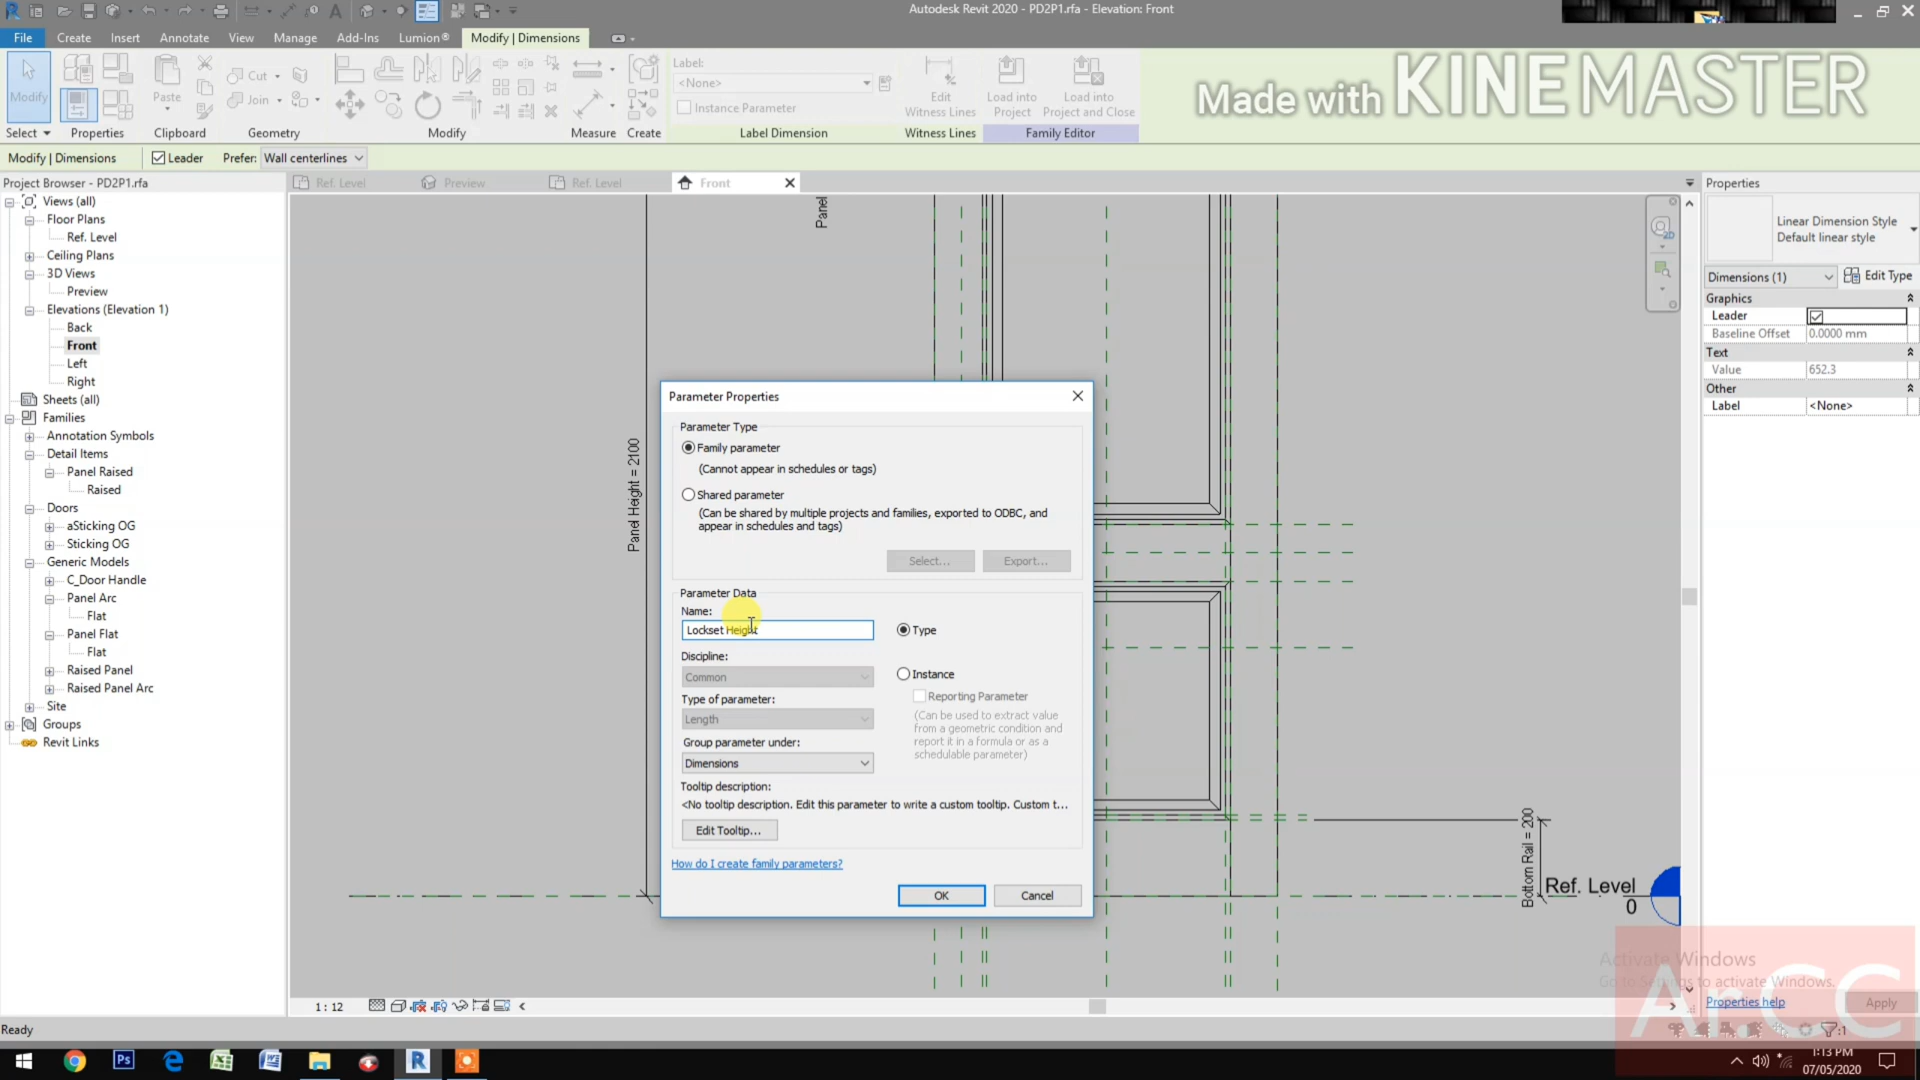 Autodesk Revit 2020 - PD2P1.rfa - Elevation: Front
File Create Insert Annotate View Manage Add-Ins Lumion® Modify | Dimensions
Made with KINEMASTER
Modify
Paste
Cut
Join
Label:
<None>
Instance Parameter
Edit Witness Lines
Load into Project
Load into Project and Close
Select Properties Clipboard Geometry Modify Measure Create Label Dimension Witness Lines Family Editor
Modify | Dimensions Leader Prefer: Wall centerlines
Project Browser - PD2P1.rfa
Ref. Level Preview Ref. Level Front
Properties
Views (all)
Floor Plans
Ref. Level
Ceiling Plans
3D Views
Preview
Elevations (Elevation 1)
Back
Front
Left
Right
Sheets (all)
Families
Annotation Symbols
Detail Items
Panel Raised
Raised
Doors
aSticking OG
Sticking OG
Generic Models
C_Door Handle
Panel Arc
Flat
Panel Flat
Flat
Raised Panel
Raised Panel Arc
Site
Groups
Revit Links
Panel
Panel Height = 2100
Parameter Properties
Parameter Type
Family parameter
(Cannot appear in schedules or tags)
Shared parameter
(Can be shared by multiple projects and families, exported to ODBC, and
appear in schedules and tags)
Select... Export...
Parameter Data
Name:
Lockset Height
Type
Discipline:
Common
Instance
Reporting Parameter
Type of parameter:
Length
(Can be used to extract value
from a geometric condition and
report it in a formula or as a
schedulable parameter)
Group parameter under:
Dimensions
Tooltip description:
<No tooltip description. Edit this parameter to write a custom tooltip. Custom t...
Edit Tooltip...
How do I create family parameters?
OK Cancel
Bottom Rail = 200
Ref. Level
0
Linear Dimension Style
Default linear style
Dimensions (1) Edit Type
Graphics
Leader
Baseline Offset 0.0000 mm
Text
Value 652.3
Other
Label <None>
Activate Windows
Go to Settings to activate Windows.
ArCC
Properties help Apply
1 : 12
Ready
:1
1:13 PM
07/05/2020